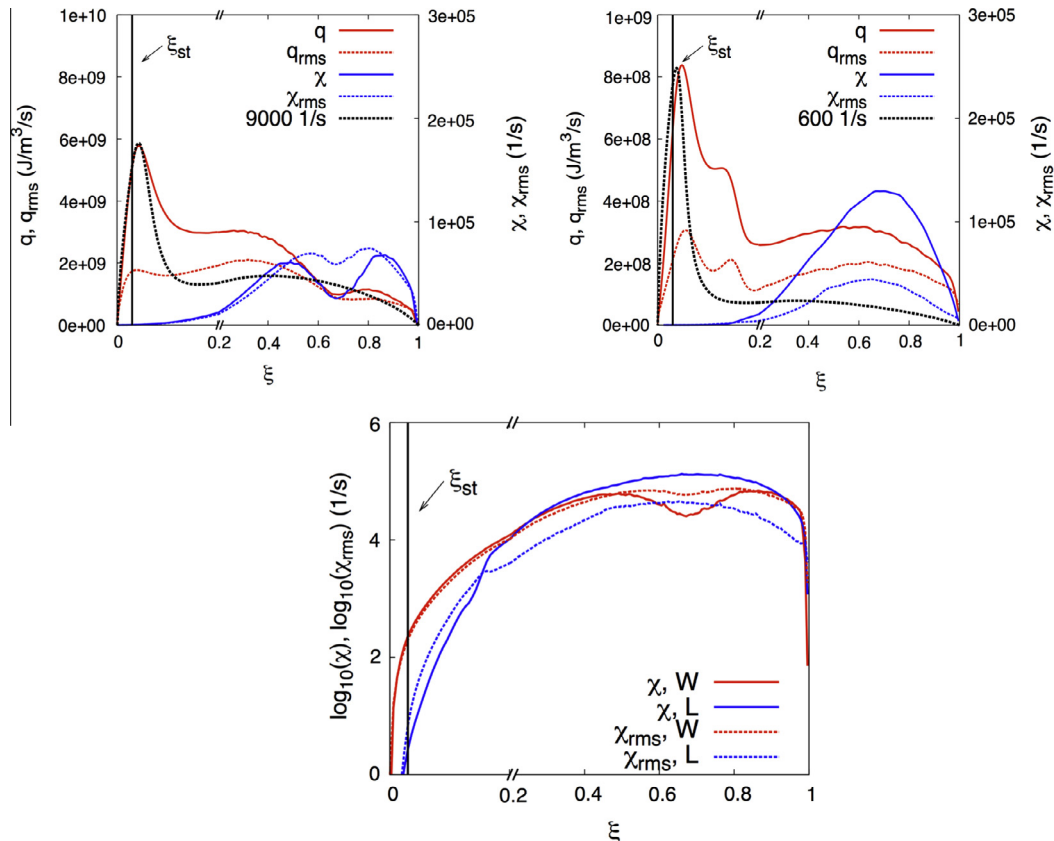 1e+10
8e+09
6e+09
4e+09
2e+09
0e+00
q, q_rms (J/m³/s)
3e+05
2e+05
1e+05
0e+00
χ, χ_rms (1/s)
ξ_st
q
q_rms
χ
χ_rms
9000 1/s
0 0.2 0.4 0.6 0.8 1
ξ
1e+09
8e+08
6e+08
4e+08
2e+08
0e+00
q, q_rms (J/m³/s)
3e+05
2e+05
1e+05
0e+00
χ, χ_rms (1/s)
ξ_st
q
q_rms
χ
χ_rms
600 1/s
0 0.2 0.4 0.6 0.8 1
ξ
6
4
2
0
log₁₀(χ), log₁₀(χ_rms) (1/s)
ξ_st
χ, W
χ, L
χ_rms, W
χ_rms, L
0 0.2 0.4 0.6 0.8 1
ξ